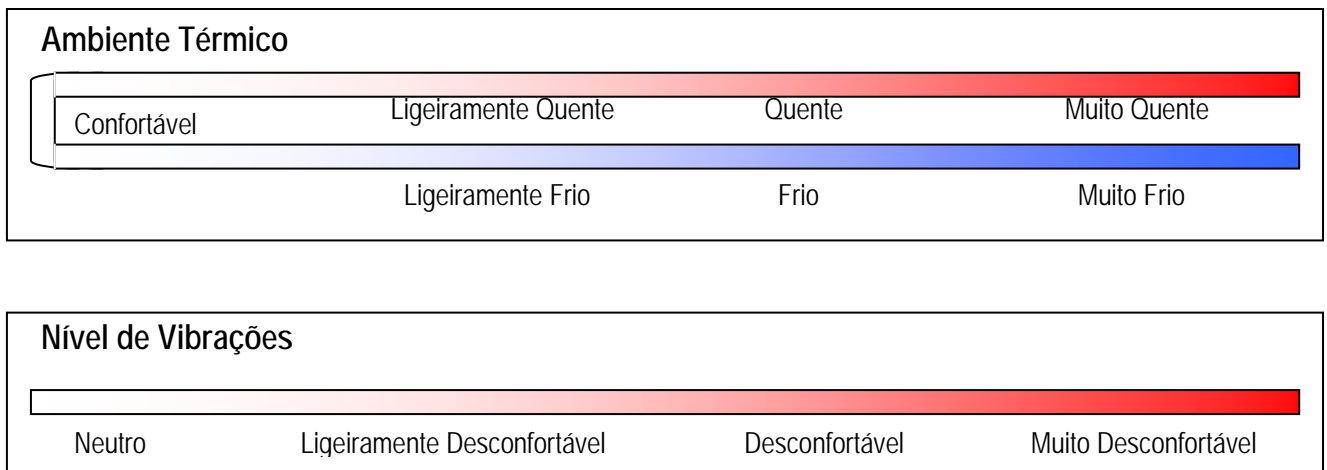 Ambiente Térmico
Confortável Ligeiramente Quente Quente Muito Quente
Ligeiramente Frio Frio Muito Frio
Nível de Vibrações
Neutro Ligeiramente Desconfortável Desconfortável Muito Desconfortável